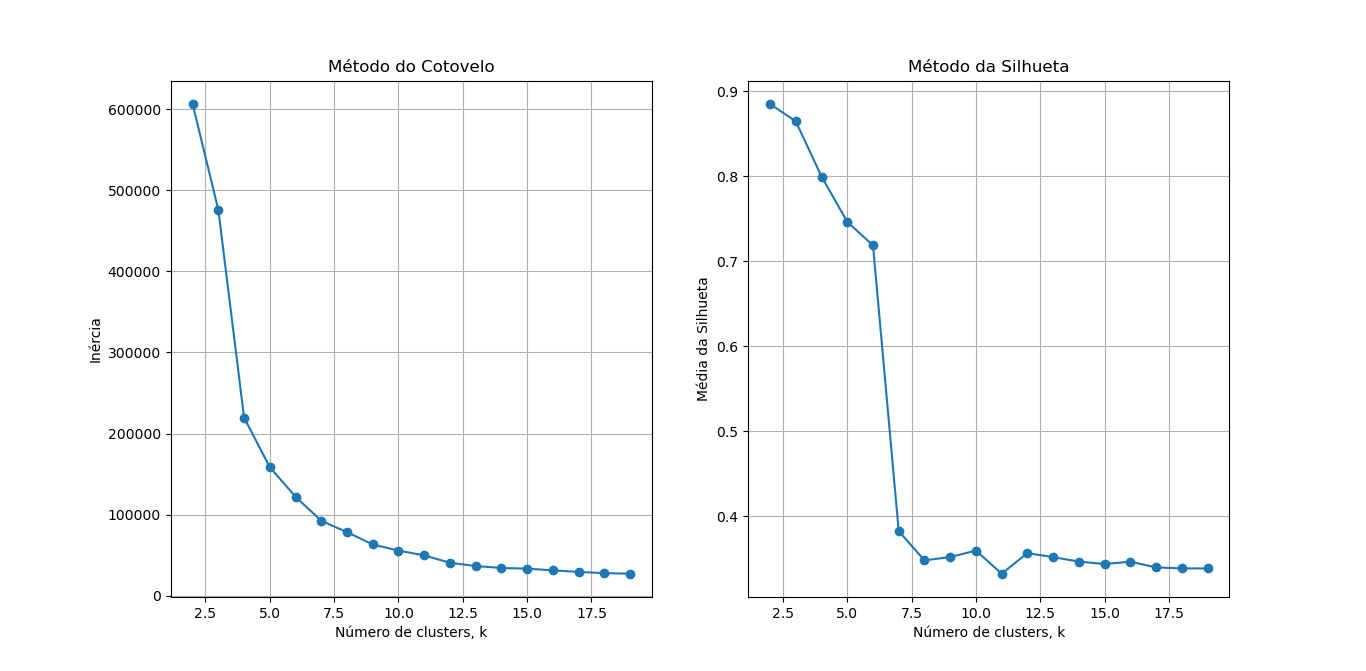 Método do Cotovelo
600000
500000
400000
300000
200000
100000
0
Inércia
2.5 5.0 7.5 10.0 12.5 15.0 17.5
Número de clusters, k
Método da Silhueta
0.9
0.8
0.7
0.6
0.5
0.4
Média da Silhueta
2.5 5.0 7.5 10.0 12.5 15.0 17.5
Número de clusters, k